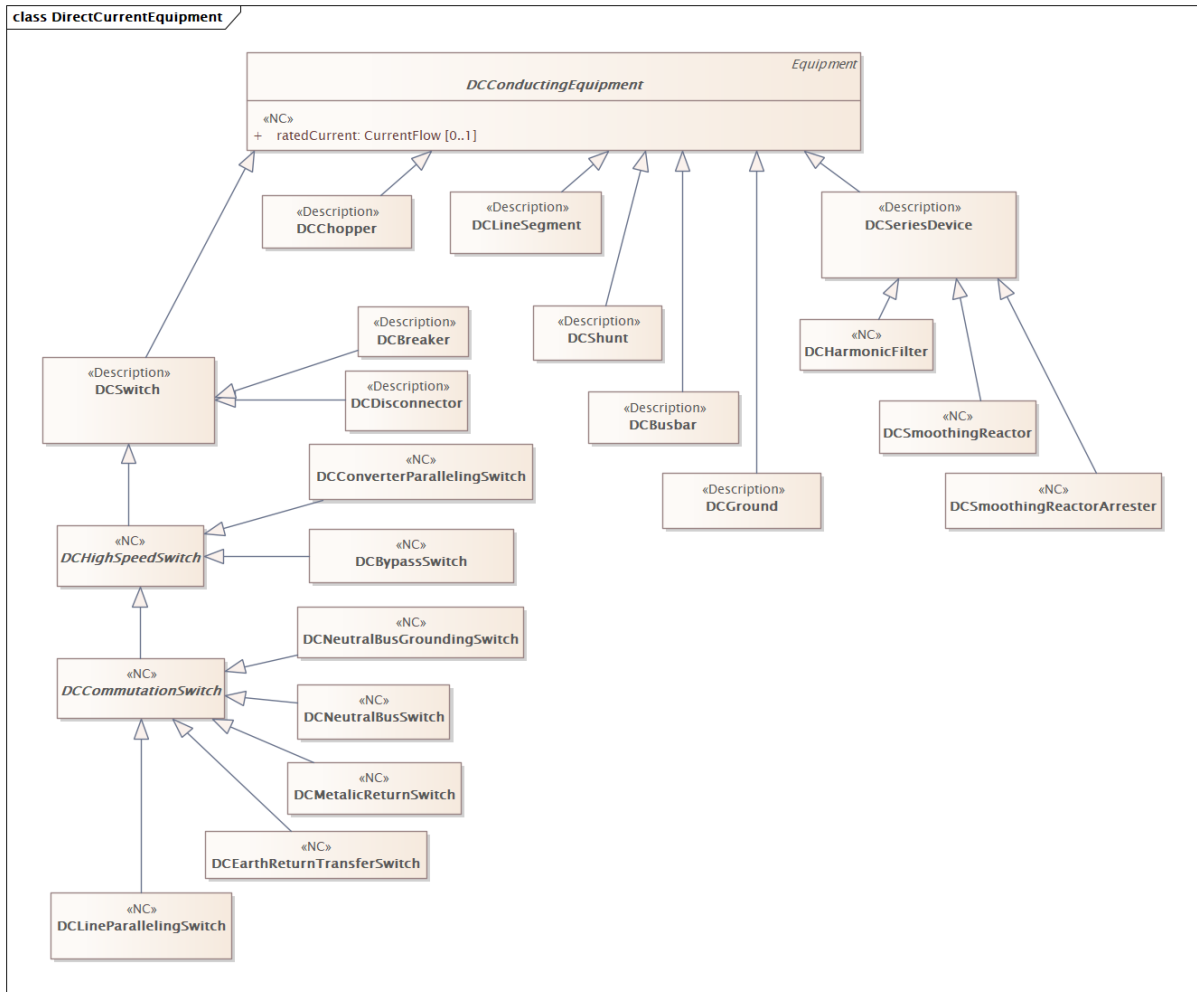 class DirectCurrentEquipment
Equipment
DCConductingEquipment
«NC»
+ ratedCurrent: CurrentFlow [0..1]
«Description»
DCChopper
«Description»
DCLineSegment
«Description»
DCSeriesDevice
«Description»
DCBreaker
«Description»
DCShunt
«NC»
DCHarmonicFilter
«Description»
DCSwitch
«Description»
DCDisconnector
«Description»
DCBusbar
«NC»
DCSmoothingReactor
«NC»
DCConverterParallelingSwitch
«Description»
DCGround
«NC»
DCSmoothingReactorArrester
«NC»
DCHighSpeedSwitch
«NC»
DCBypassSwitch
«NC»
DCNeutralBusGroundingSwitch
«NC»
DCCommutationSwitch
«NC»
DCNeutralBusSwitch
«NC»
DCMetalicReturnSwitch
«NC»
DCEarthReturnTransferSwitch
«NC»
DCLineParallelingSwitch